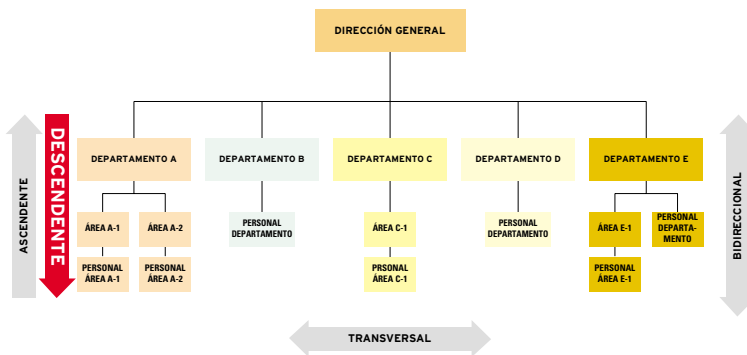 DIRECCIÓN GENERAL
ASCENDENTE
DESCENDENTE
DEPARTAMENTO A
DEPARTAMENTO B
DEPARTAMENTO C
DEPARTAMENTO D
DEPARTAMENTO E
BIDIRECCIONAL
ÁREA A-1
ÁREA A-2
PERSONAL
DEPARTAMENTO
ÁREA C-1
PERSONAL
DEPARTAMENTO
ÁREA E-1
PERSONAL
DEPARTA-
MENTO
PERSONAL
ÁREA A-1
PERSONAL
ÁREA A-2
PRSONAL
ÁREA C-1
PERSONAL
ÁREA E-1
TRANSVERSAL